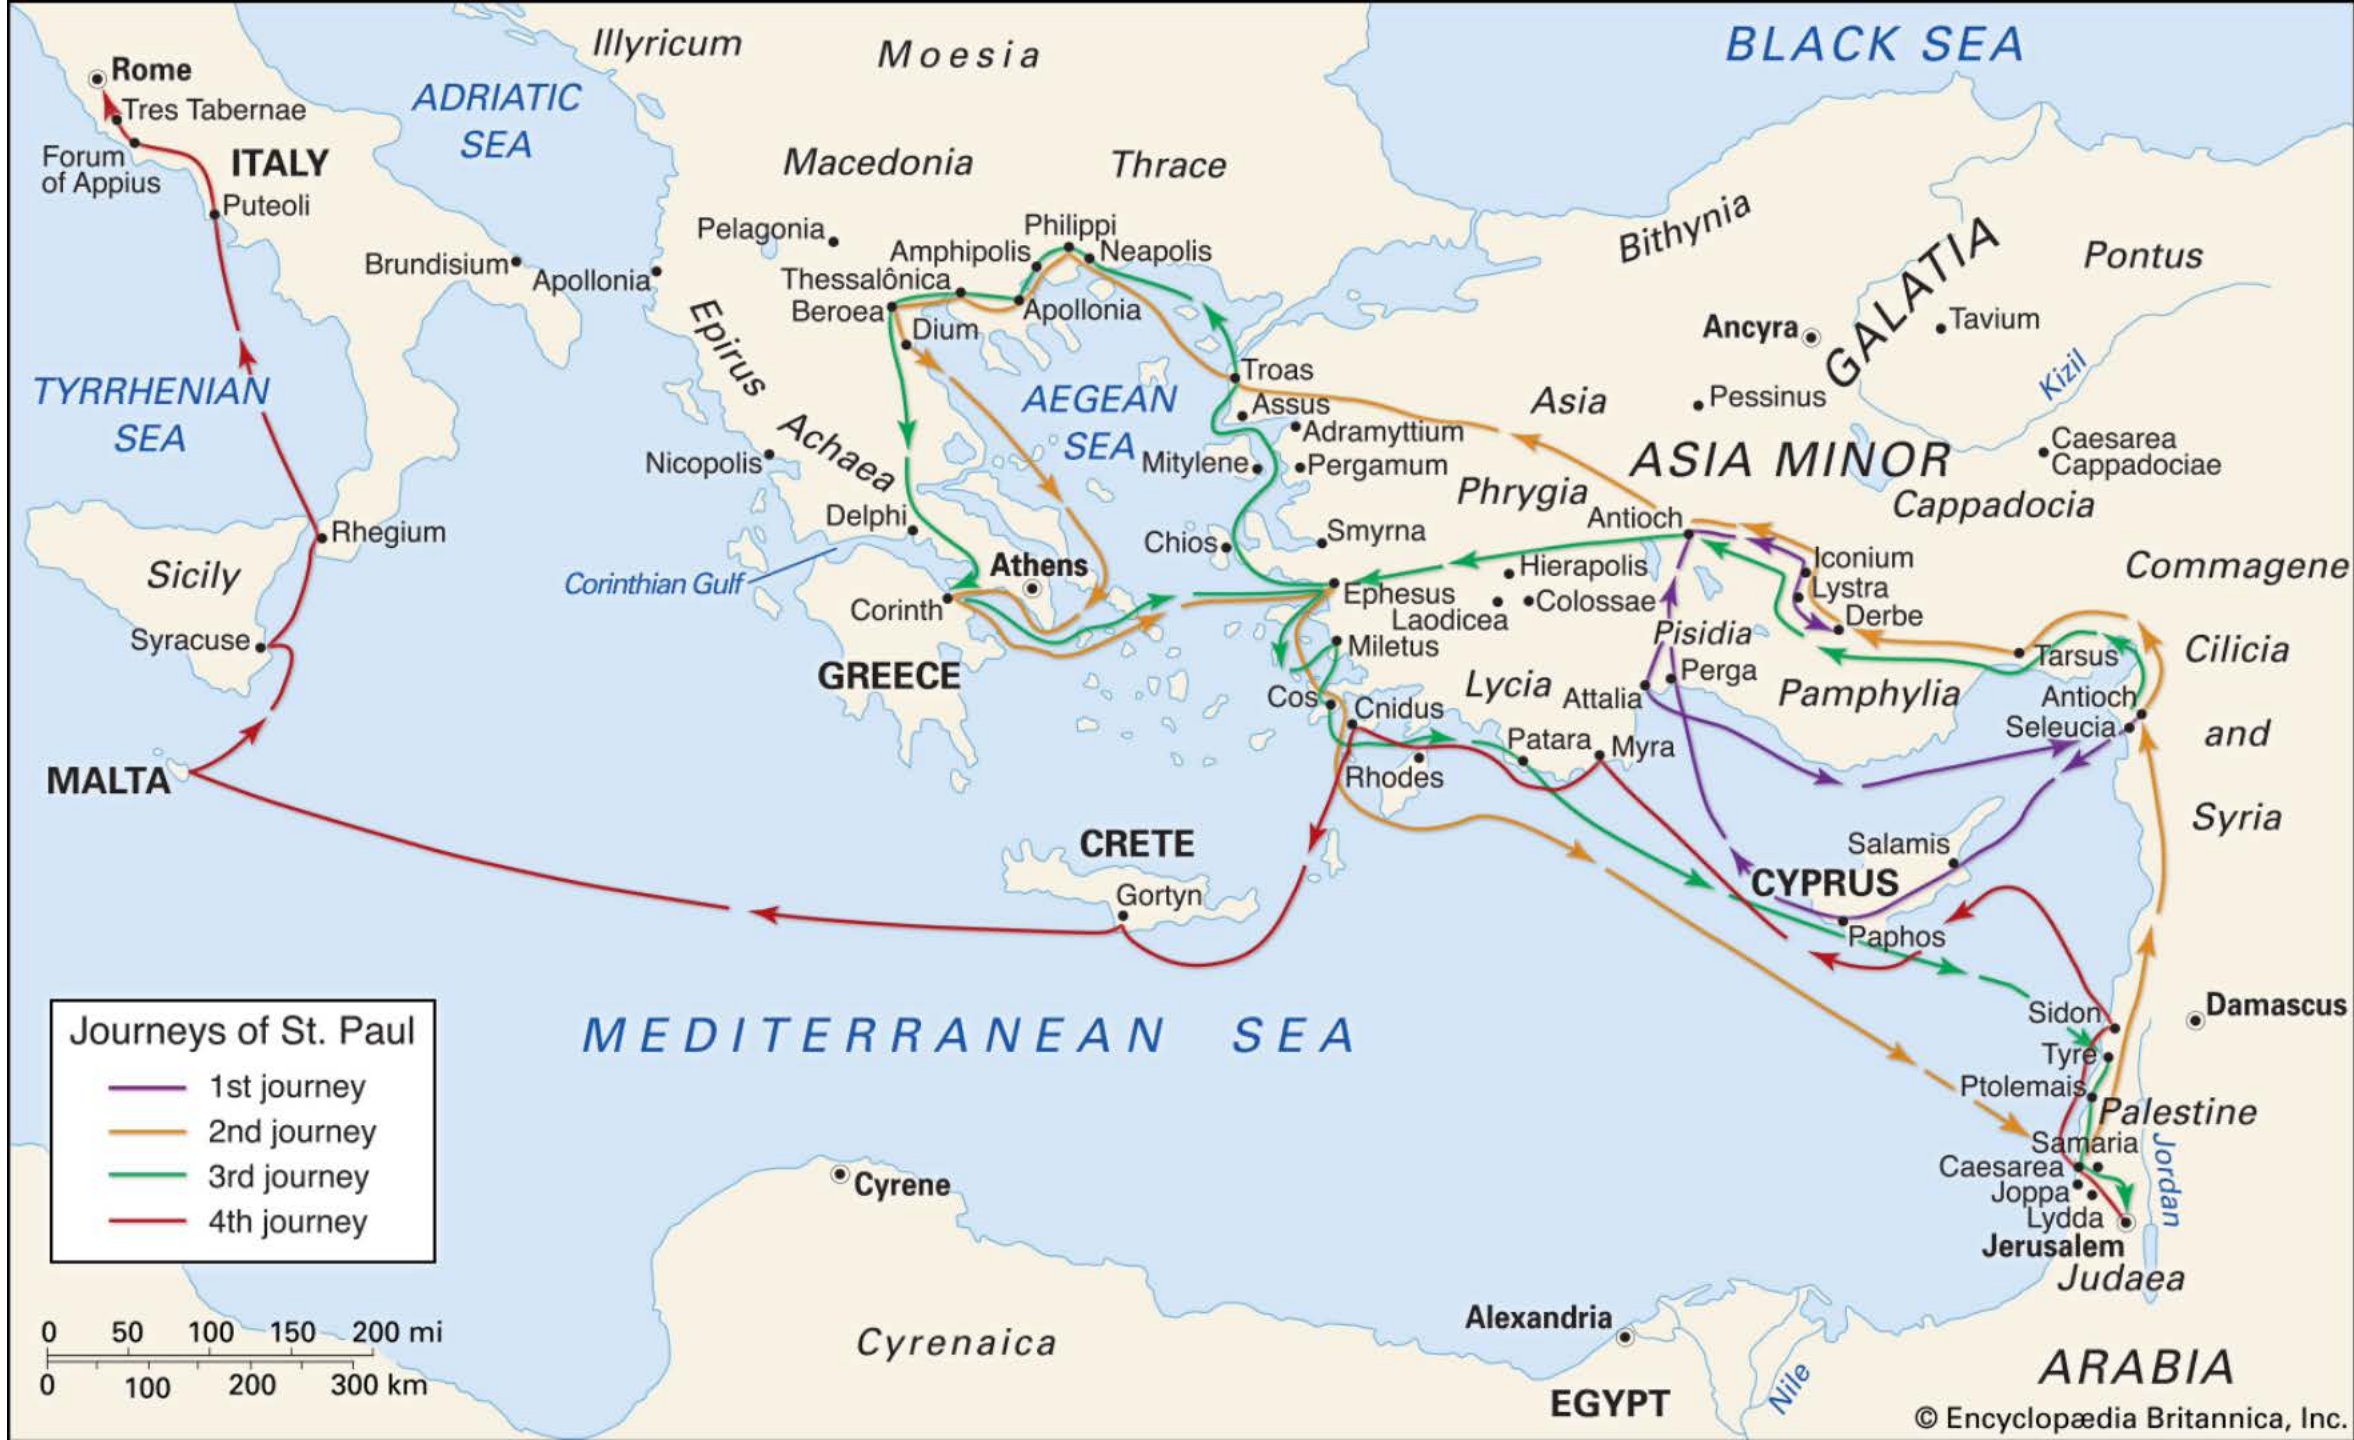 Illyricum
Moesia
BLACK SEA
Rome
Tres Tabernae
ADRIATIC
SEA
Forum
of Appius
ITALY
Macedonia
Thrace
Puteoli
Bithynia
GALATIA
Pontus
Pelagonia
Philippi
Amphipolis
Neapolis
Brundisium
Apollonia
Thessalônica
Beroea
Apollonia
Dium
Epirus
Ancyra
Tavium
Kizil
TYRRHENIAN
SEA
AEGEAN
SEA
Troas
Assus
Adramyttium
Asia
Pessinus
Achaea
Nicopolis
Mitylene
Pergamum
ASIA MINOR
Caesarea
Cappadociae
Phrygia
Cappadocia
Rhegium
Delphi
Antioch
Chios
Smyrna
Sicily
Corinthian Gulf
Athens
Hierapolis
Iconium
Commagene
Corinth
Ephesus
Laodicea
Colossae
Lystra
Derbe
Syracuse
Miletus
Pisidia
Tarsus
Cilicia
GREECE
Perga
Lycia
Attalia
Pamphylia
Antioch
Cos
Cnidus
Seleucia
and
Patara
Myra
MALTA
Rhodes
Syria
CRETE
Salamis
CYPRUS
Gortyn
Paphos
MEDITERRANEAN SEA
Sidon
Damascus
Tyre
Ptolemais
Palestine
Samaria
Caesarea
Jordan
Joppa
Lydda
Jerusalem
Judaea
Cyrene
Cyrenaica
Alexandria
EGYPT
Nile
ARABIA
Journeys of St. Paul
1st journey
2nd journey
3rd journey
4th journey
0 50 100 150 200 mi
0 100 200 300 km
© Encyclopædia Britannica, Inc.